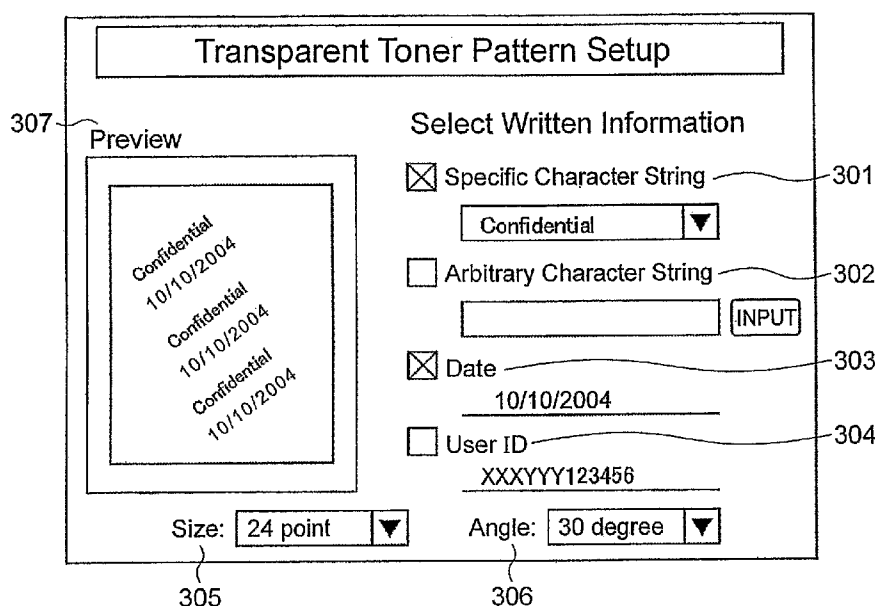 Transparent Toner Pattern Setup
307
Preview
Confidential
10/10/2004
Confidential
10/10/2004
Confidential
10/10/2004
Select Written Information
Specific Character String
301
Confidential
Arbitrary Character String
302
INPUT
Date
303
10/10/2004
User ID
304
XXXYYY123456
Size: 24 point
Angle: 30 degree
305
306